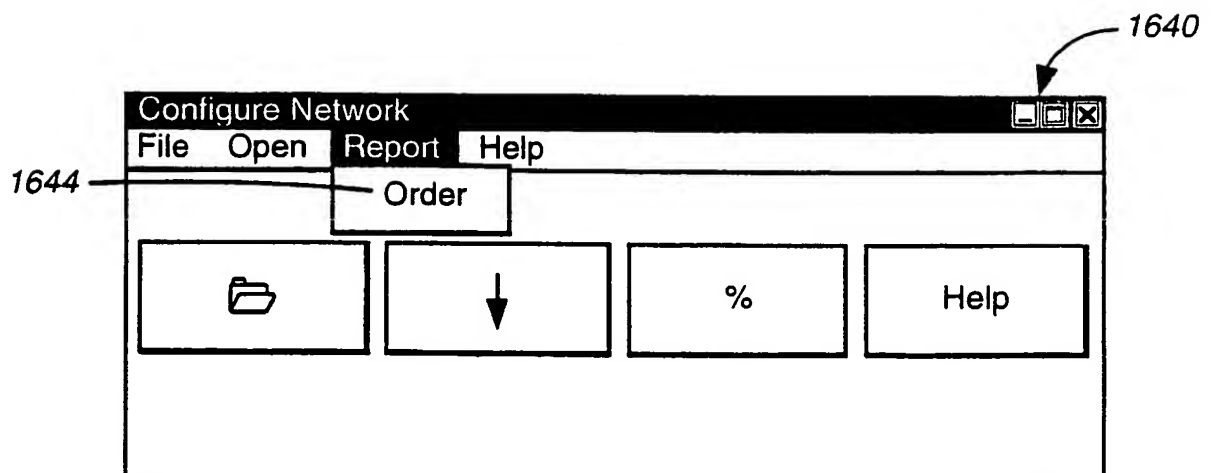 1640
Configure Network
File Open Report Help
1644
Order
% Help